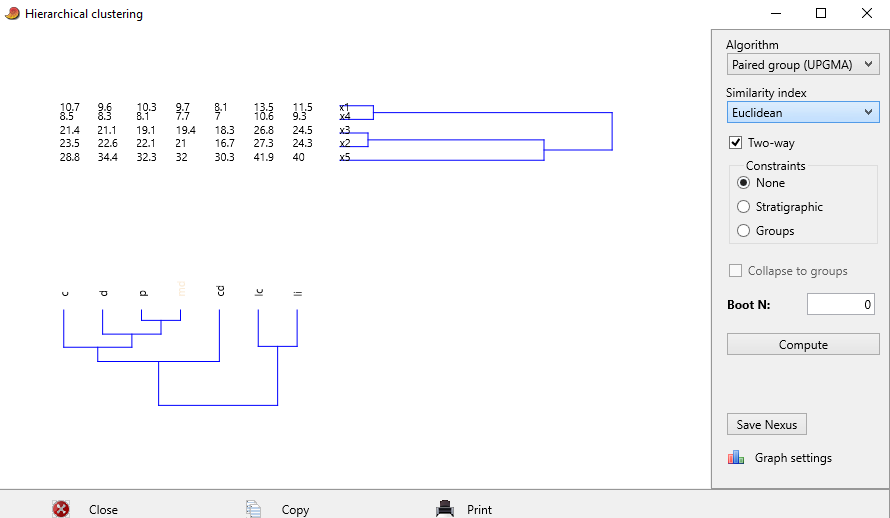 Hierarchical clustering
Algorithm
Paired group (UPGMA)
Similarity index
Euclidean
Two-way
Constraints
None
Stratigraphic
Groups
Collapse to groups
Boot N: 0
Compute
Save Nexus
Graph settings
10.7 9.6 10.3 9.7 8.1 13.5 11.5 x1
8.5 8.3 8.1 7.7 7 10.6 9.3 x4
21.4 21.1 19.1 19.4 18.3 26.8 24.5 x3
23.5 22.6 22.1 21 16.7 27.3 24.3 x2
28.8 34.4 32.3 32 30.3 41.9 40 x5
c d p mc cd lc li
Close Copy Print